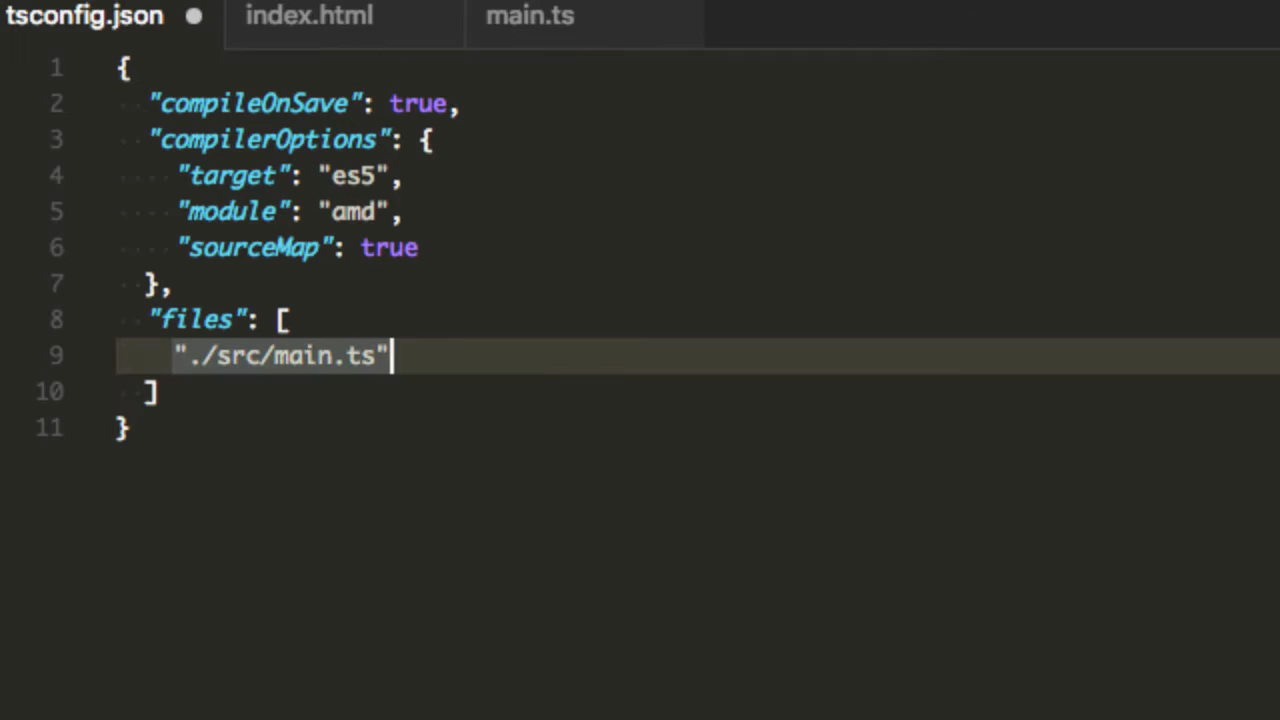 tsconfig.json index.html main.ts
1 {
2 "compileOnSave": true,
3 "compilerOptions": {
4 "target": "es5",
5 "module": "amd",
6 "sourceMap": true
7 },
8 "files": [
9 "./src/main.ts"
10 ]
11 }